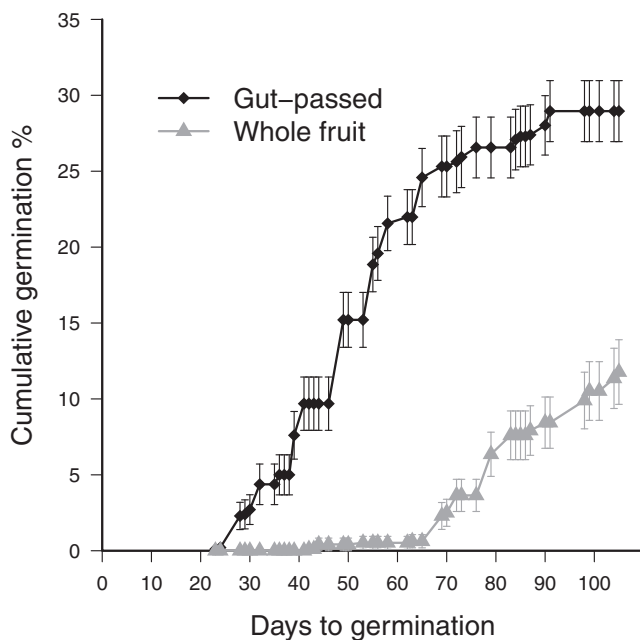 35
30
25
20
15
10
5
0
Cumulative germination %
Gut–passed
Whole fruit
0 10 20 30 40 50 60 70 80 90 100
Days to germination